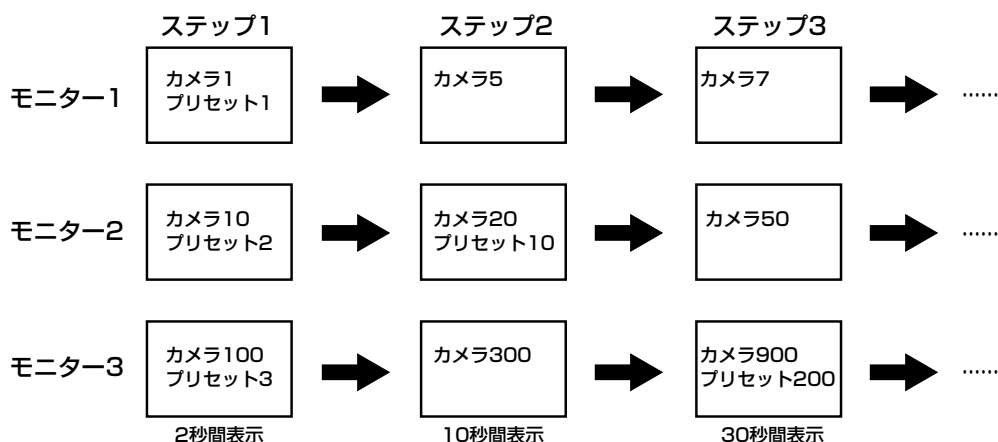 ステップ1 ステップ2 ステップ3
モニター1
カメラ1
プリセット1
カメラ5
カメラ7
……
モニター2
カメラ10
プリセット2
カメラ20
プリセット10
カメラ50
……
モニター3
カメラ100
プリセット3
カメラ300
カメラ900
プリセット200
……
2秒間表示 10秒間表示 30秒間表示